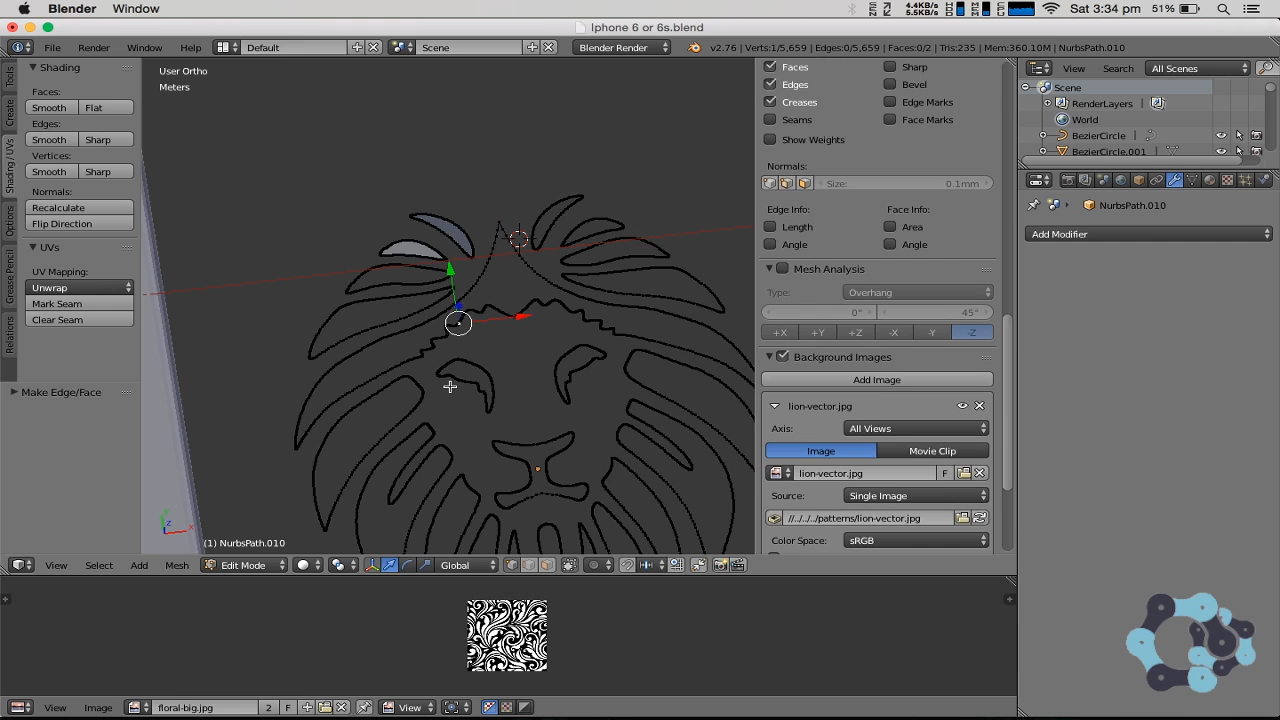 Blender Window 4.4KB/s 5.5KB/s Sat 3:34 pm 51%
Iphone 6 or 6s.blend
File Render Window Help Default Scene Blender Render v2.76 | Verts:1/5,659 | Edges:0/5,659 | Faces:0/2 | Tris:235 | Mem:360.10M | NurbsPath.010
Tools
Create
Shading / UVs
Options
Grease Pencil
Relations
Shading
Faces:
Smooth Flat
Edges:
Smooth Sharp
Vertices:
Smooth Sharp
Normals:
Recalculate
Flip Direction
UVs
UV Mapping:
Unwrap
Mark Seam
Clear Seam
Make Edge/Face
User Ortho
Meters
(1) NurbsPath.010
Faces Sharp
Edges Bevel
Creases Edge Marks
Seams Face Marks
Show Weights
Normals:
Size: 0.1mm
Edge Info: Face Info:
Length Area
Angle Angle
Mesh Analysis
Type: Overhang
0° 45°
+X +Y +Z -X -Y -Z
Background Images
Add Image
lion-vector.jpg
Axis: All Views
Image Movie Clip
lion-vector.jpg F
Source: Single Image
//../../../patterns/lion-vector.jpg
Color Space: sRGB
View Search All Scenes
Scene
RenderLayers
World
BezierCircle
BezierCircle.001
NurbsPath.010
Add Modifier
View Select Add Mesh Edit Mode Global
View Image floral-big.jpg 2 F View